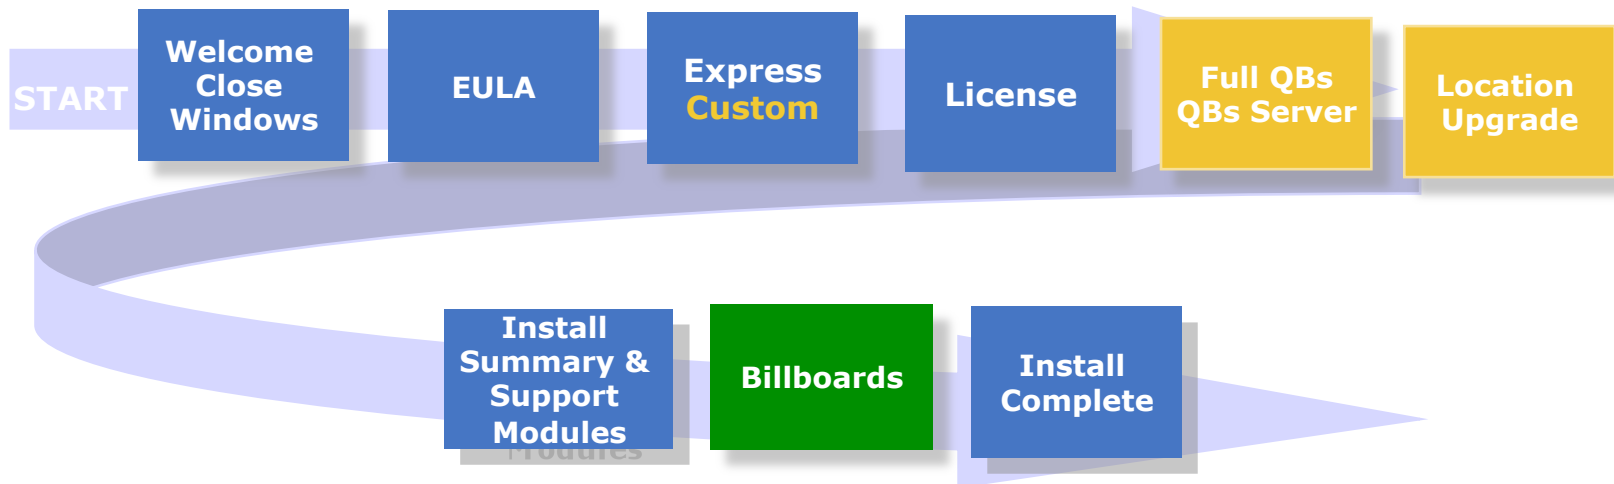 START
Welcome
Close
Windows
EULA
Express
Custom
License
Full QBs
QBs Server
Location
Upgrade
Install
Summary &
Support
Modules
Billboards
Install
Complete